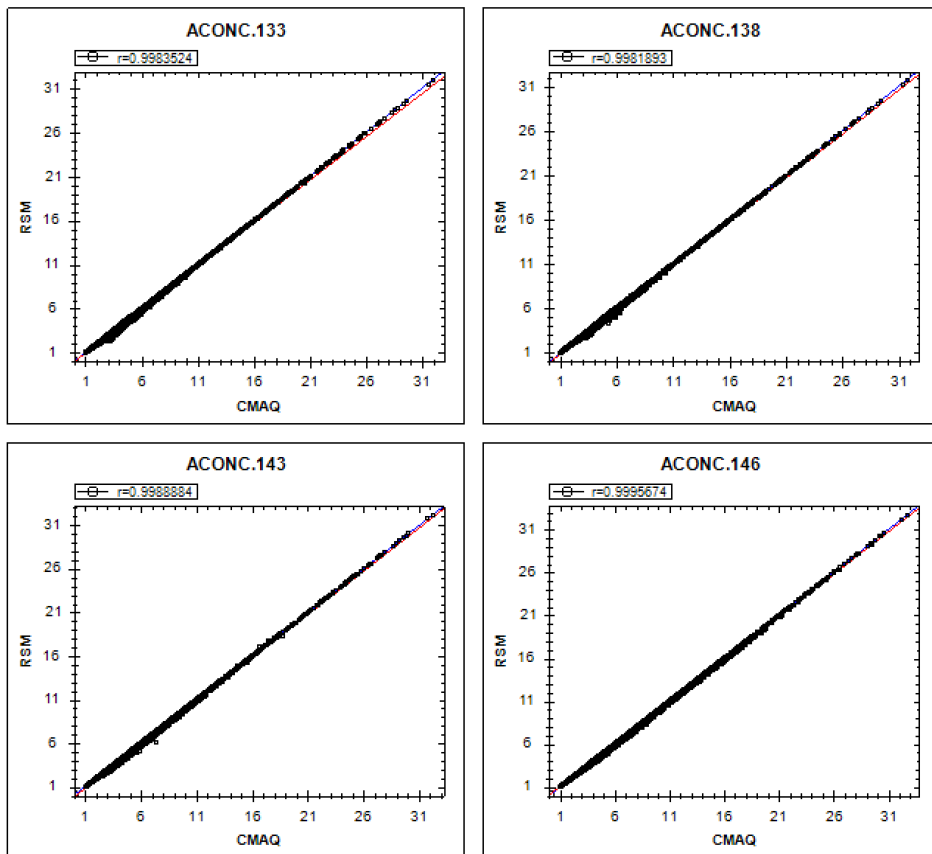 ACONC.133
r=0.9983524
31
26
21
16
11
6
1
RSM
1 6 11 16 21 26 31
CMAQ
ACONC.138
r=0.9981893
31
26
21
16
11
6
1
RSM
1 6 11 16 21 26 31
CMAQ
ACONC.143
r=0.9988884
31
26
21
16
11
6
1
RSM
1 6 11 16 21 26 31
CMAQ
ACONC.146
r=0.9995674
31
26
21
16
11
6
1
RSM
1 6 11 16 21 26 31
CMAQ